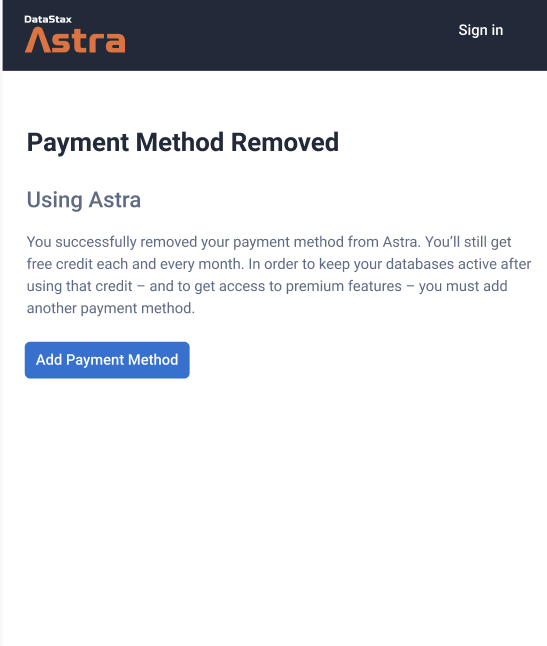 DataStax
Astra
Sign in
Payment Method Removed
Using Astra
You successfully removed your payment method from Astra. You’ll still get
free credit each and every month. In order to keep your databases active after
using that credit – and to get access to premium features – you must add
another payment method.
Add Payment Method